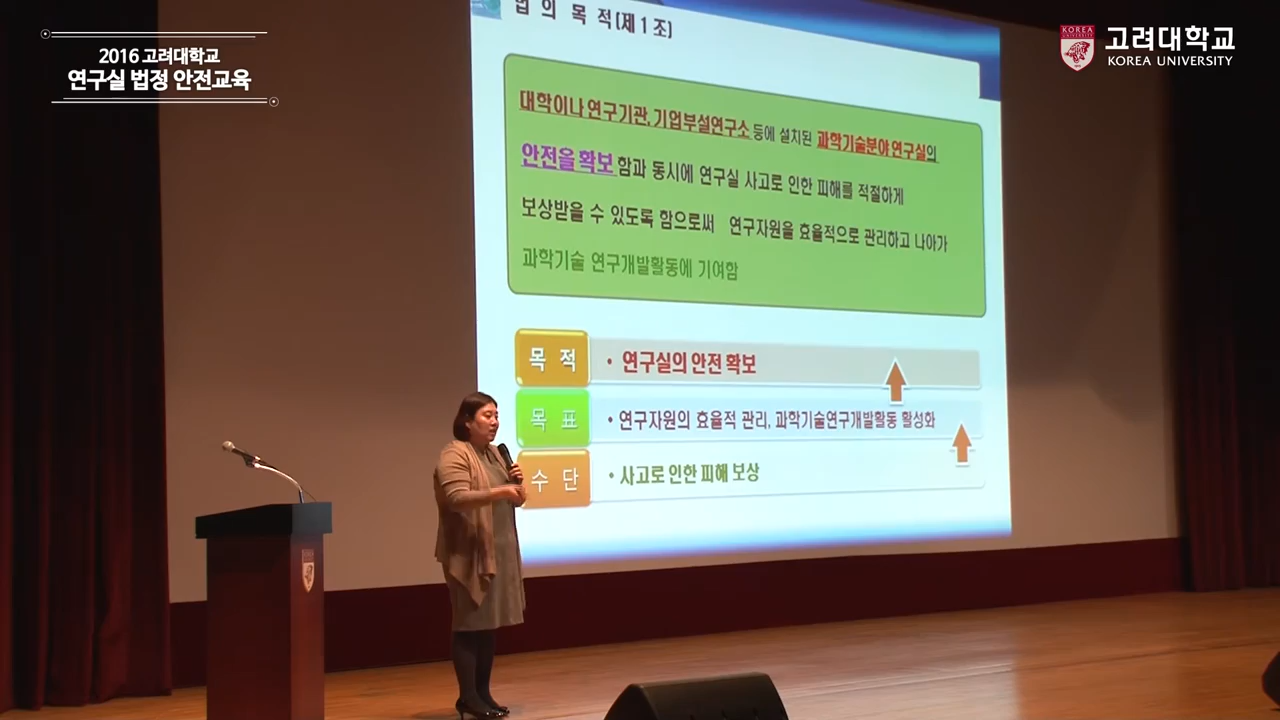 2016 고려대학교
연구실 법정 안전교육
KOREA
UNIVERSITY
고려대학교
KOREA UNIVERSITY
법 의 목 적(제 1 조)
대학이나 연구기관, 기업부설연구소 등에 설치된 과학기술분야 연구실의
안전을 확보 함과 동시에 연구실 사고로 인한 피해를 적절하게
보상받을 수 있도록 함으로써 연구자원을 효율적으로 관리하고 나아가
과학기술 연구개발활동에 기여함
목 적
• 연구실의 안전 확보
목 표
• 연구자원의 효율적 관리, 과학기술연구개발활동 활성화
수 단
• 사고로 인한 피해 보상